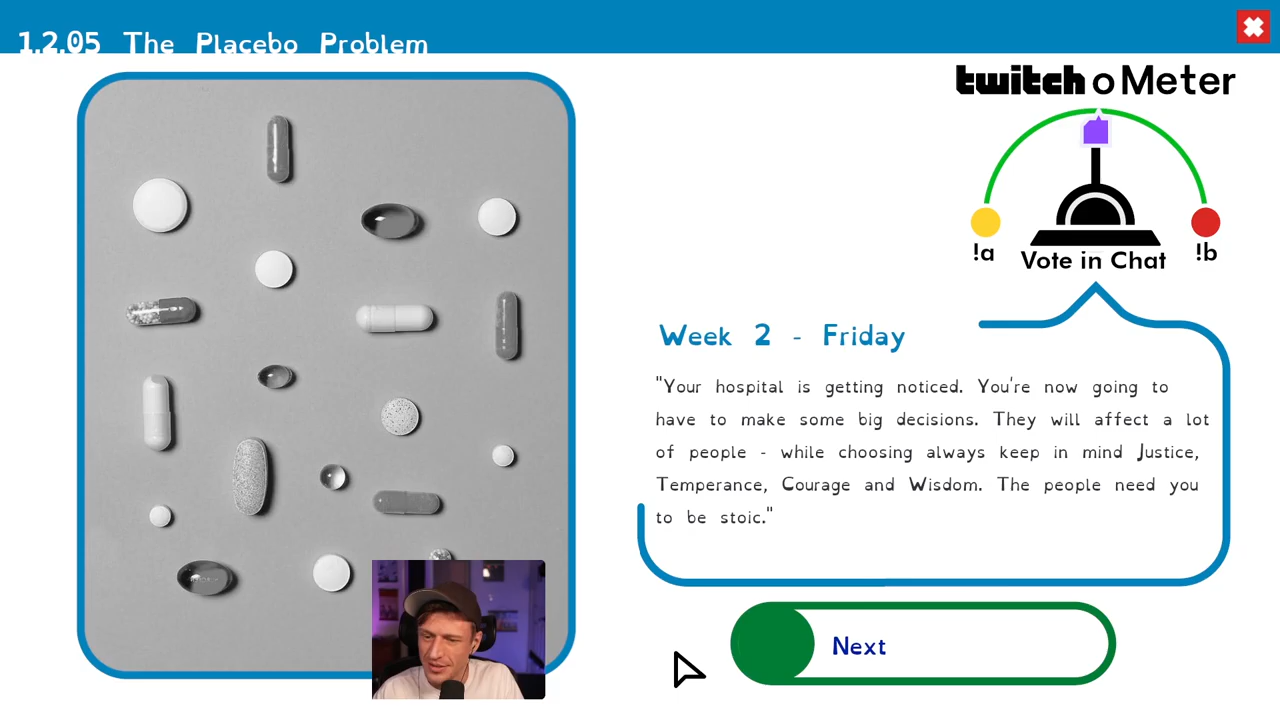 1.2.05 The Placebo Problem
twitch o Meter
!a
Vote in Chat
!b
Week 2 - Friday
"Your hospital is getting noticed. You're now going to
have to make some big decisions. They will affect a lot
of people - while choosing always keep in mind Justice,
Temperance, Courage and Wisdom. The people need you
to be stoic."
Next